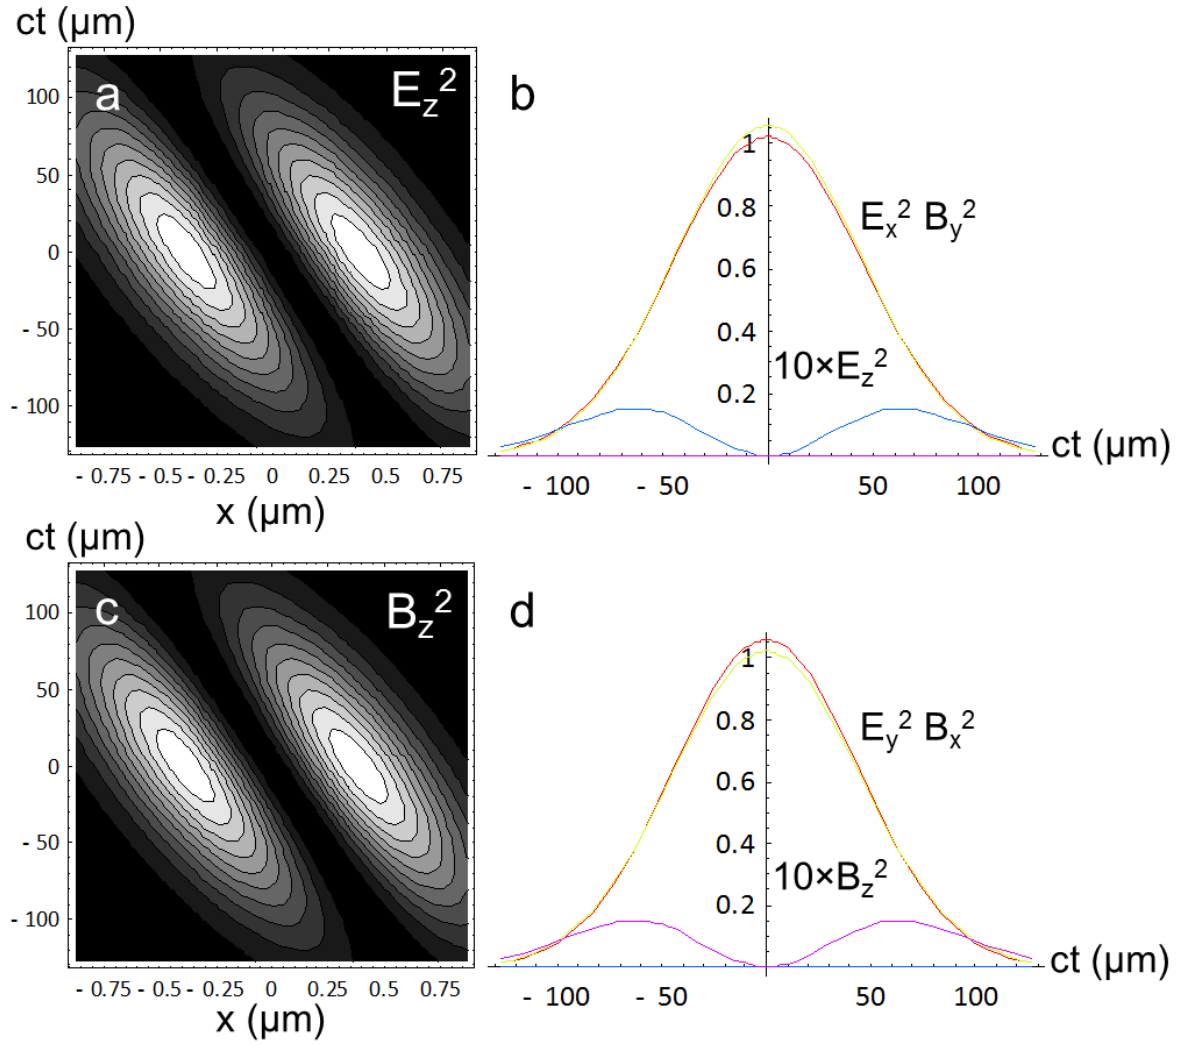 ct (µm)
a
E_z^2
100
50
0
- 50
- 100
- 0.75 - 0.5 - 0.25 0 0.25 0.5 0.75
x (µm)
b
1
0.8
E_x^2 B_y^2
0.6
0.4
10×E_z^2
0.2
ct (µm)
- 100 - 50 50 100
ct (µm)
c
B_z^2
100
50
0
- 50
- 100
- 0.75 - 0.5 - 0.25 0 0.25 0.5 0.75
x (µm)
d
1
0.8
E_y^2 B_x^2
0.6
0.4
10×B_z^2
0.2
ct (µm)
- 100 - 50 50 100